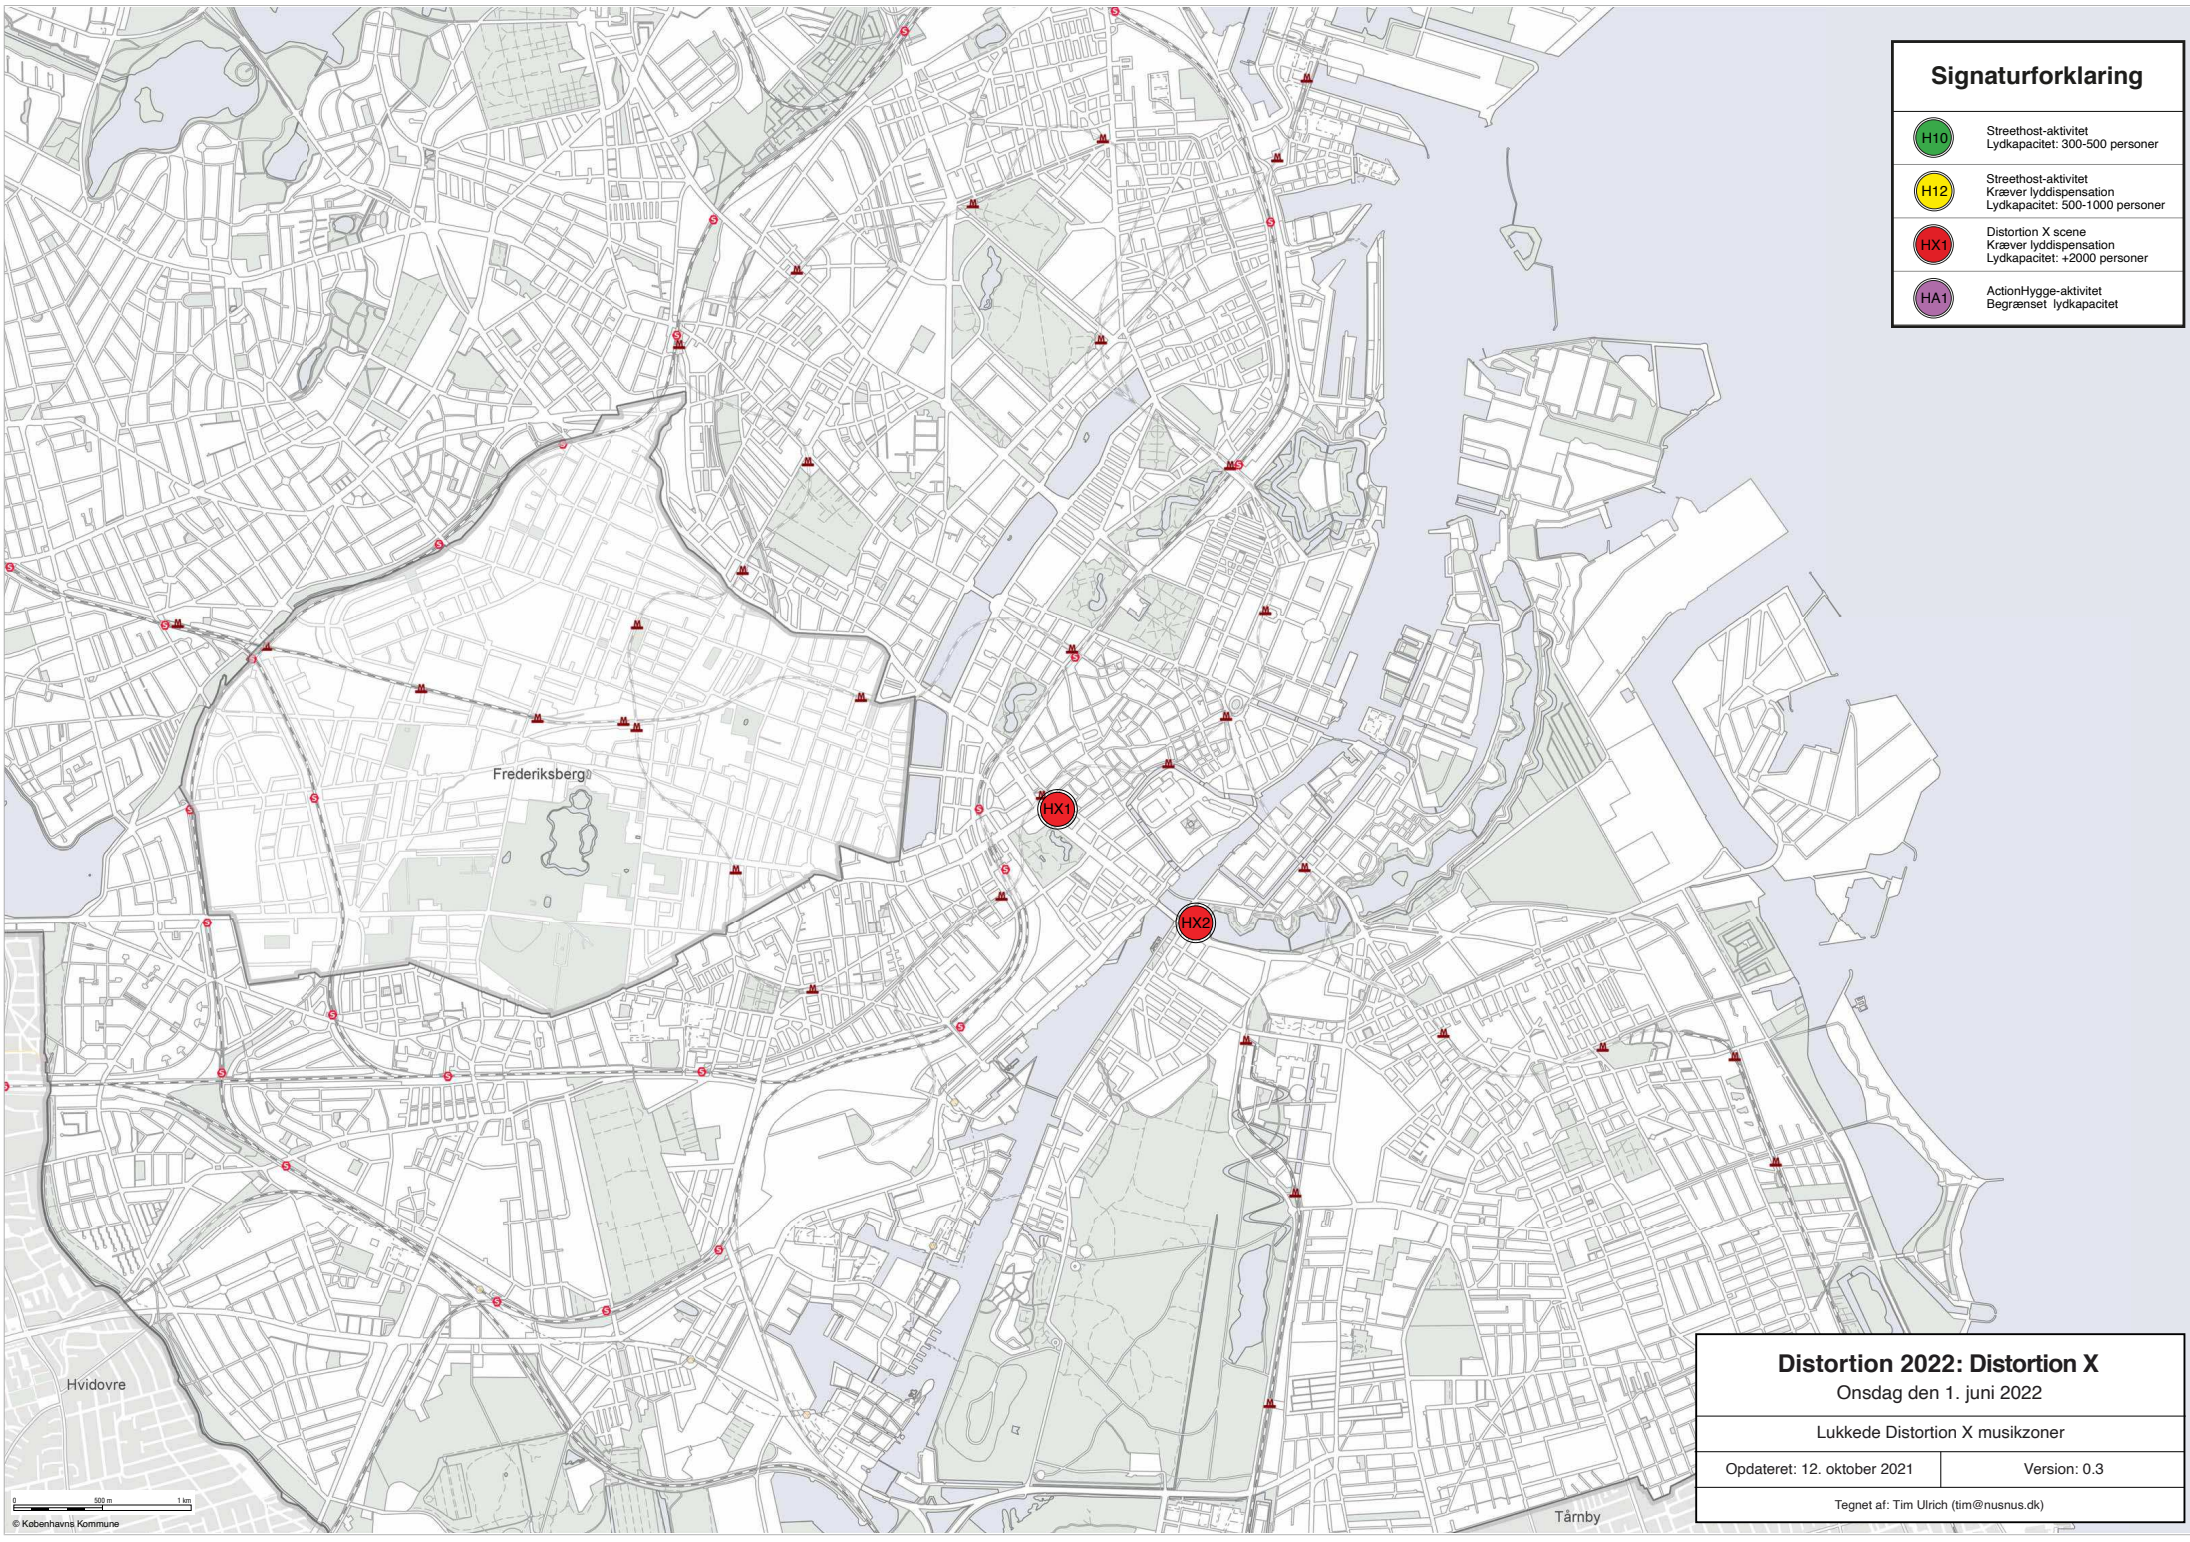 Signaturforklaring
H10
Streethost-aktivitet
Lydkapacitet: 300-500 personer
H12
Streethost-aktivitet
Kræver lyddispensation
Lydkapacitet: 500-1000 personer
HX1
Distortion X scene
Kræver lyddispensation
Lydkapacitet: +2000 personer
HA1
ActionHygge-aktivitet
Begrænset lydkapacitet
Frederiksberg
HX1
HX2
Hvidovre
Tårnby
0 500 m 1 km
© Københavns Kommune
Distortion 2022: Distortion X
Onsdag den 1. juni 2022
Lukkede Distortion X musikzoner
Opdateret: 12. oktober 2021
Version: 0.3
Tegnet af: Tim Ulrich (tim@nusnus.dk)